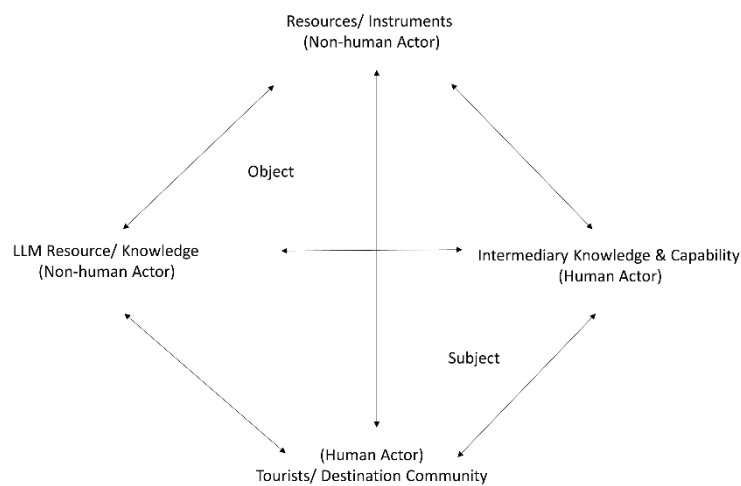 Resources/ Instruments
(Non-human Actor)
Object
LLM Resource/ Knowledge
(Non-human Actor)
Intermediary Knowledge & Capability
(Human Actor)
Subject
(Human Actor)
Tourists/ Destination Community